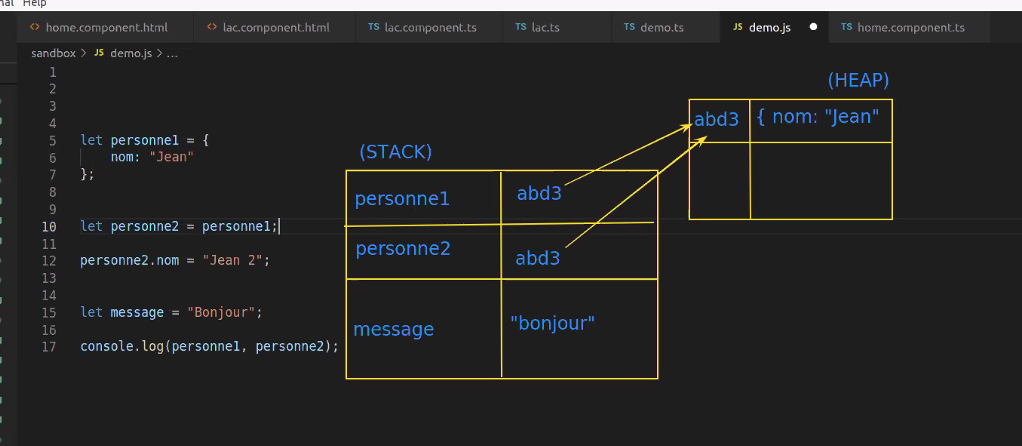 nal Help
<> home.component.html <> lac.component.html TS lac.component.ts TS lac.ts TS demo.ts JS demo.js TS home.component.ts
sandbox > JS demo.js > ...
1
2
3
4
5 let personne1 = {
6 nom: "Jean"
7 };
8
9
10 let personne2 = personne1;
11
12 personne2.nom = "Jean 2";
13
14
15 let message = "Bonjour";
16
17 console.log(personne1, personne2);
(STACK)
personne1 abd3
personne2 abd3
message "bonjour"
(HEAP)
abd3 { nom: "Jean"